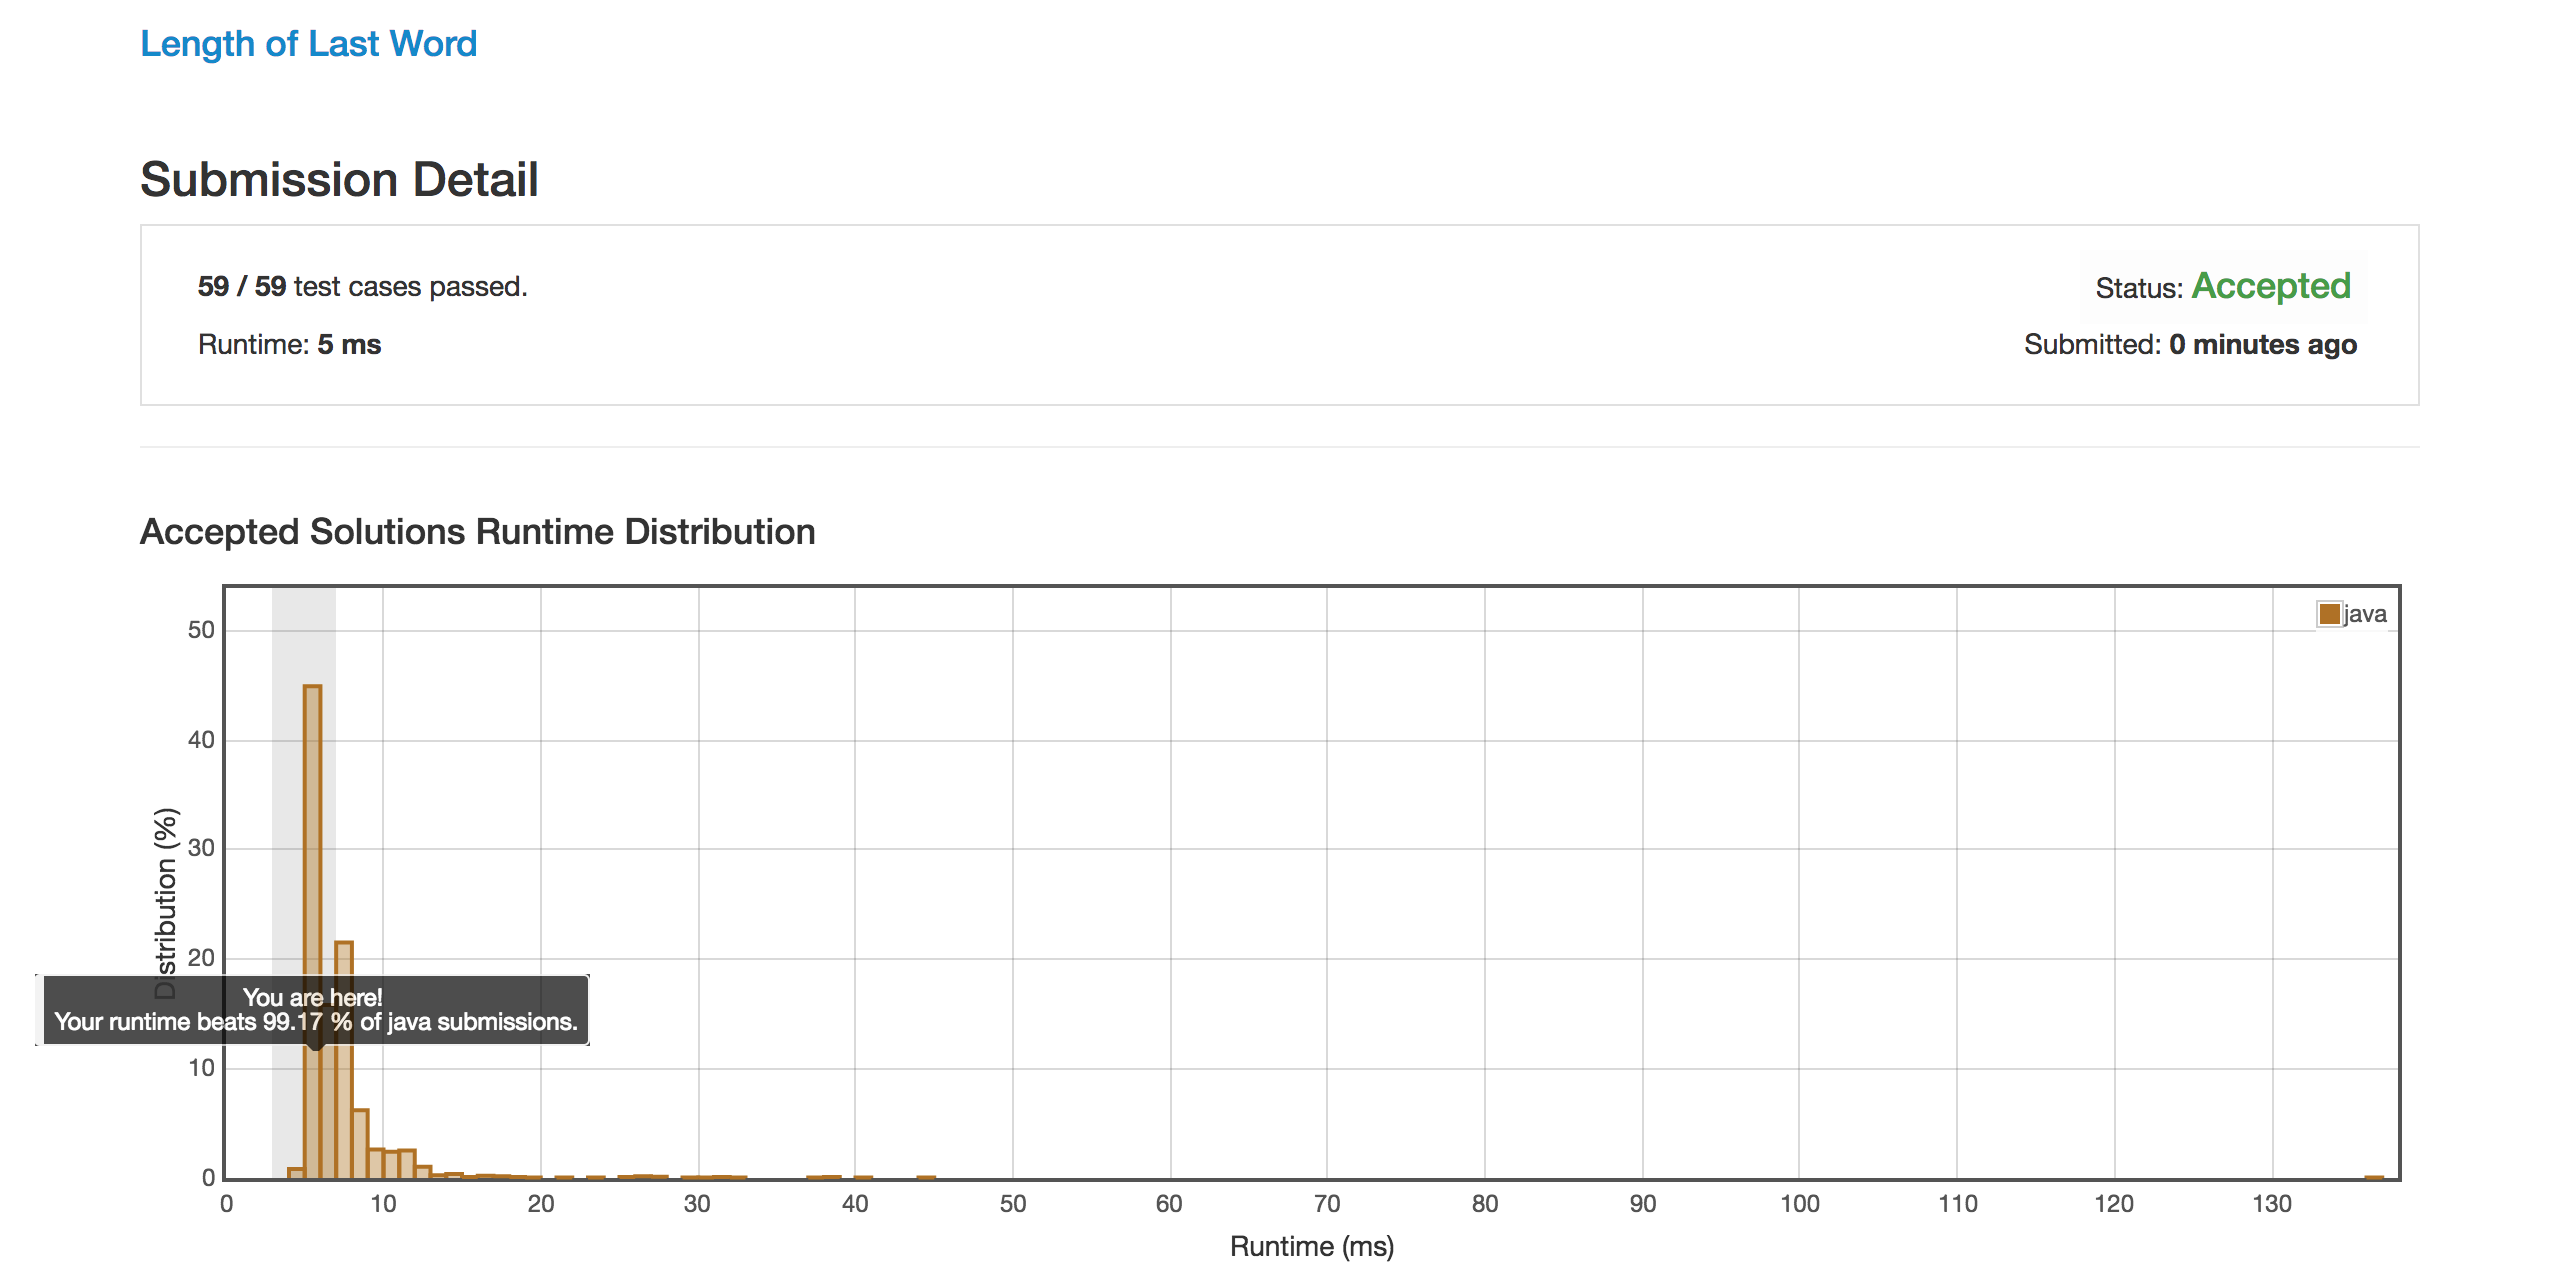 Length of Last Word
Submission Detail
59 / 59 test cases passed.
Status: Accepted
Runtime: 5 ms
Submitted: 0 minutes ago
Accepted Solutions Runtime Distribution
java
50
40
30
20
10
0
Distribution (%)
You are here!
Your runtime beats 99.17 % of java submissions.
0 10 20 30 40 50 60 70 80 90 100 110 120 130
Runtime (ms)